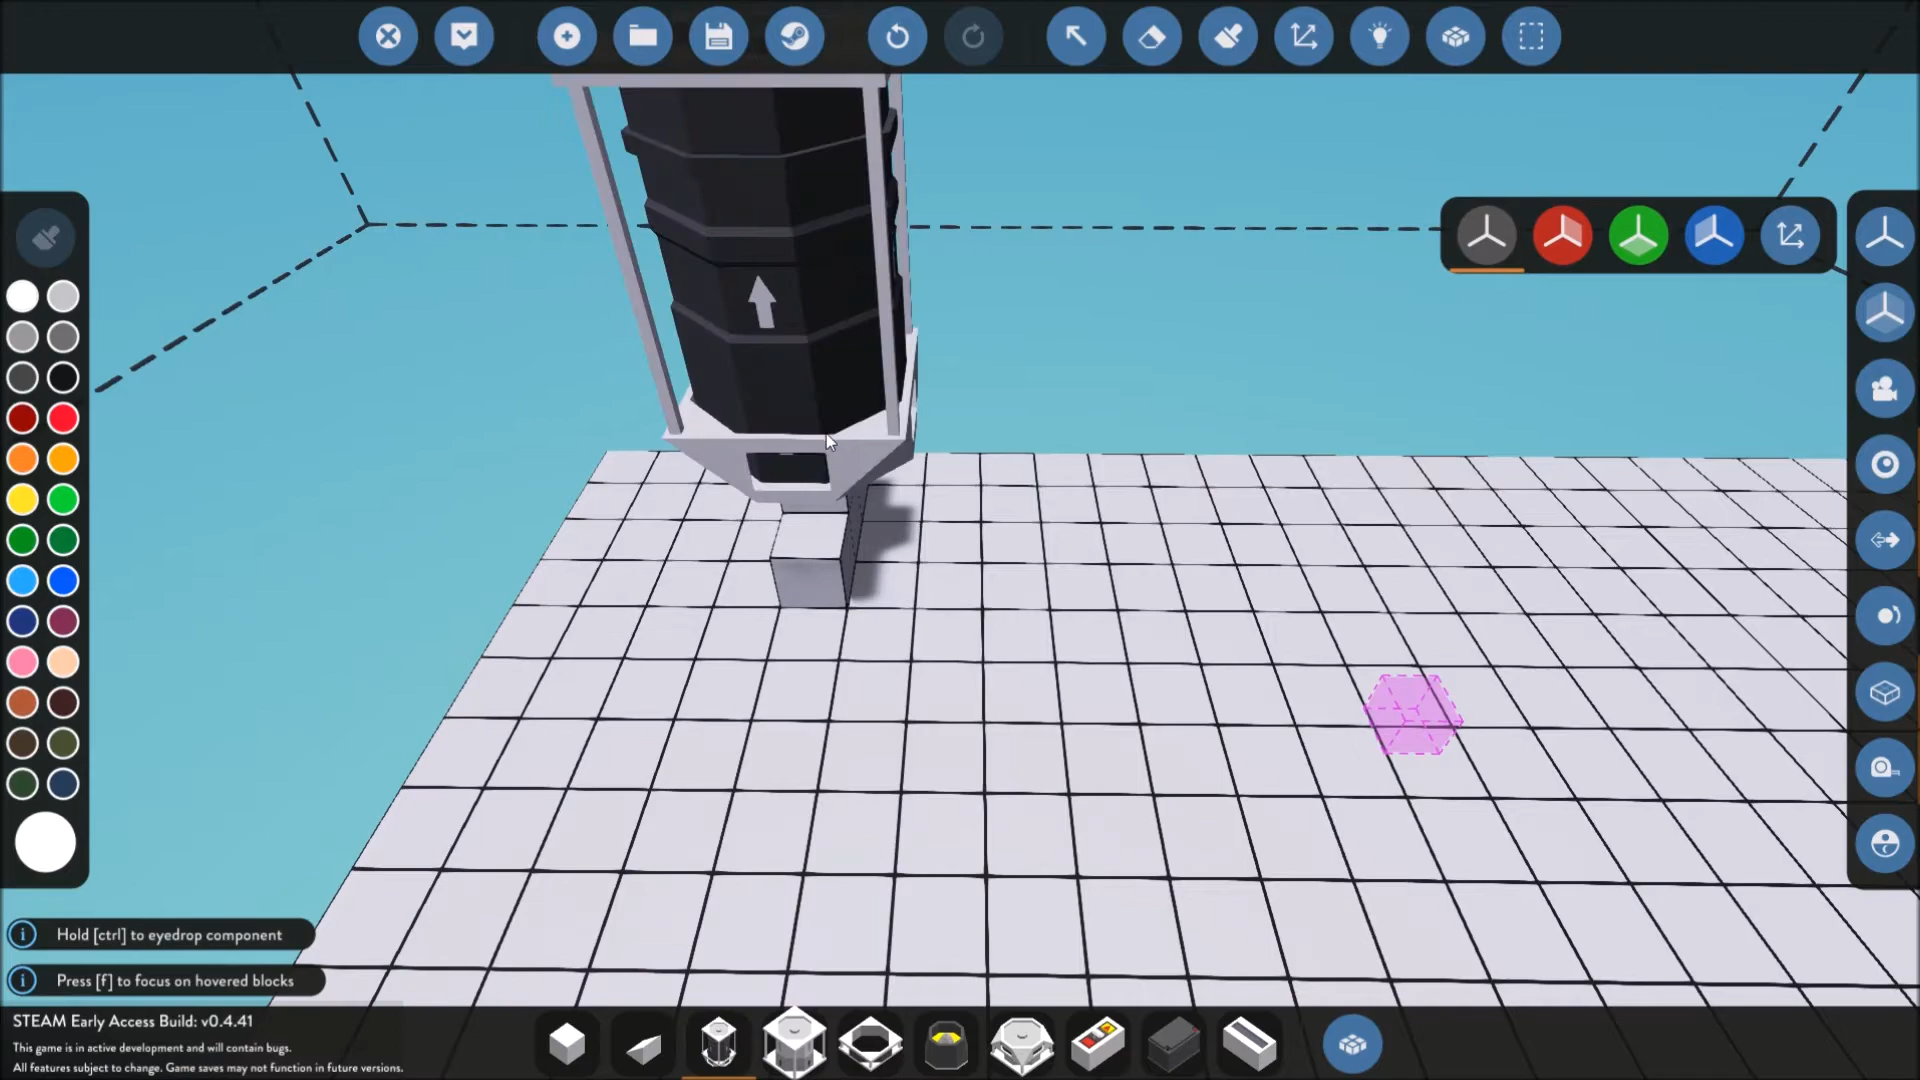 Hold [ctrl] to eyedrop component
Press [f] to focus on hovered blocks
STEAM Early Access Build: v0.4.41
This game is in active development and will contain bugs.
All features subject to change. Game saves may not function in future versions.